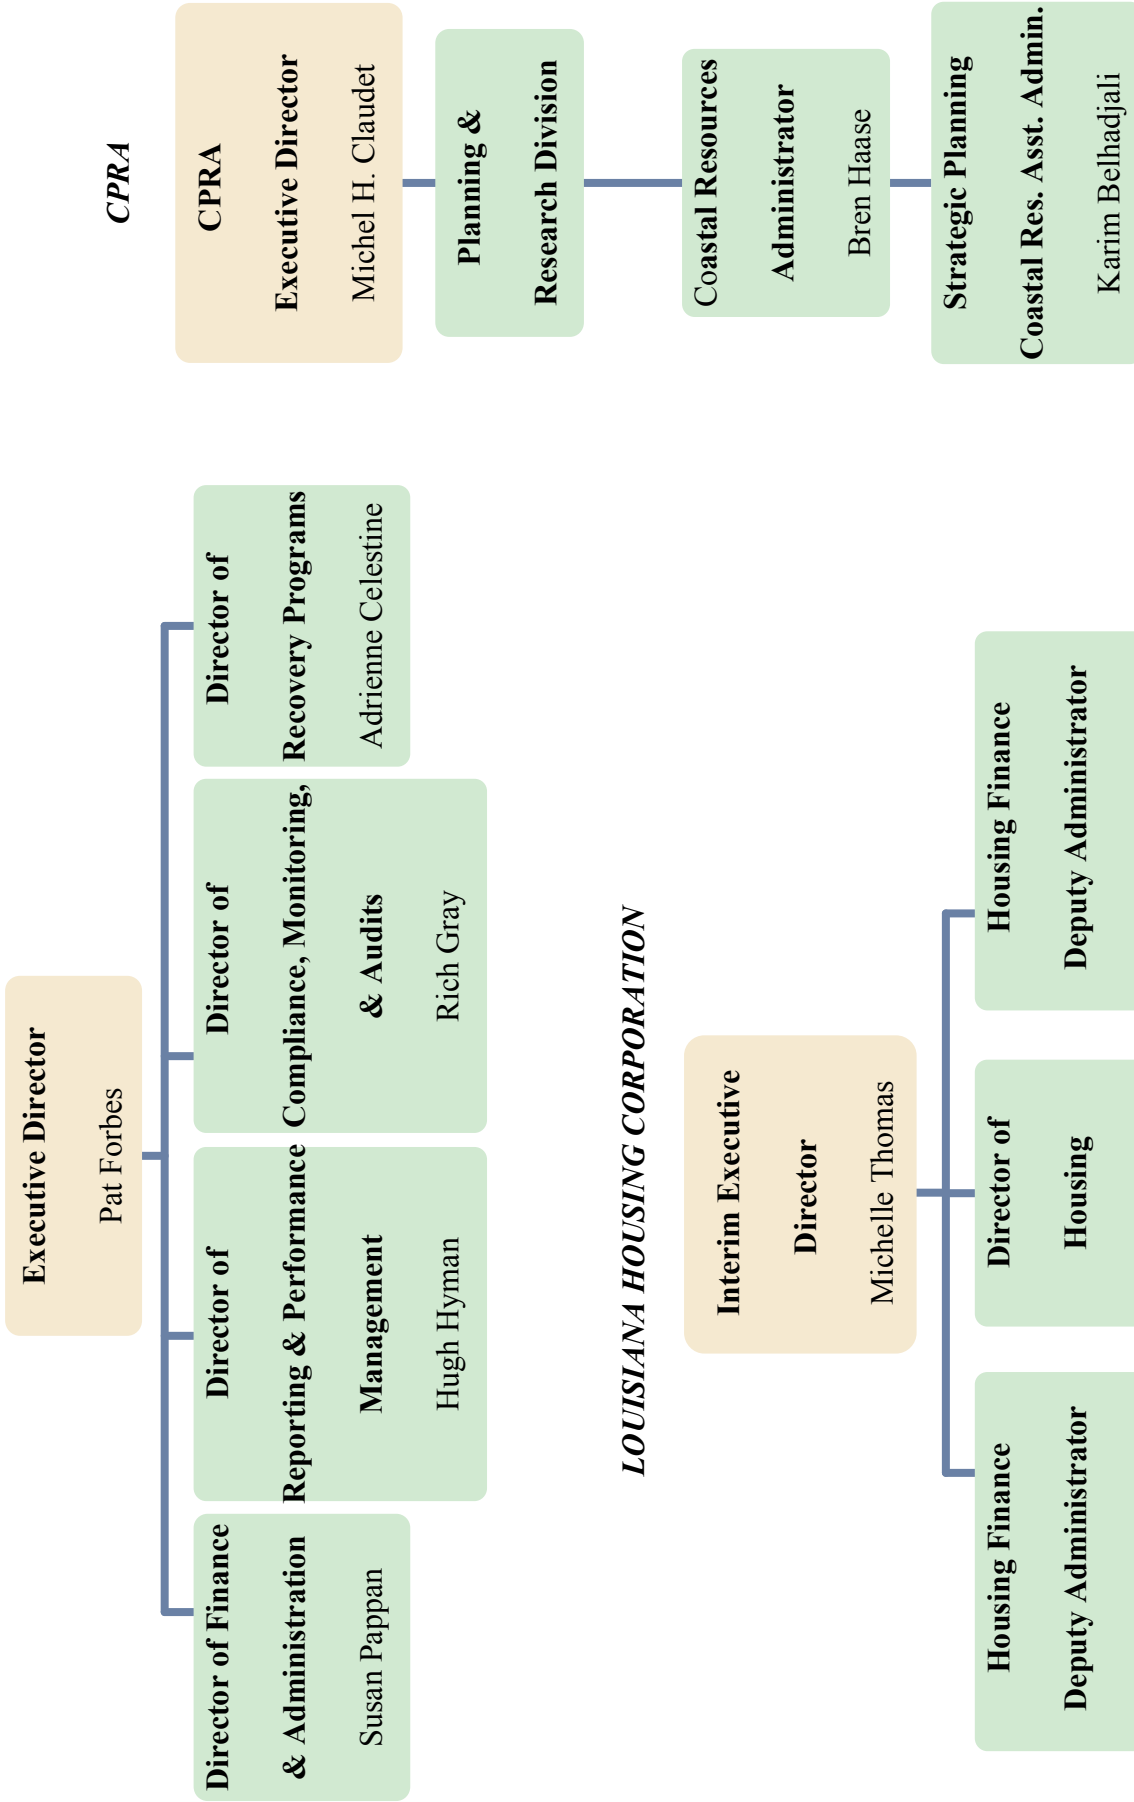 Executive Director
Pat Forbes
Director of Finance
& Administration
Susan Pappan
Director of
Reporting & Performance
Management
Hugh Hyman
Director of
Compliance, Monitoring,
& Audits
Rich Gray
Director of
Recovery Programs
Adrienne Celestine
CPRA
CPRA
Executive Director
Michel H. Claudet
Planning &
Research Division
Coastal Resources
Administrator
Bren Haase
Strategic Planning
Coastal Res. Asst. Admin.
Karim Belhadjali
LOUISIANA HOUSING CORPORATION
Interim Executive
Director
Michelle Thomas
Housing Finance
Deputy Administrator
Director of
Housing
Housing Finance
Deputy Administrator